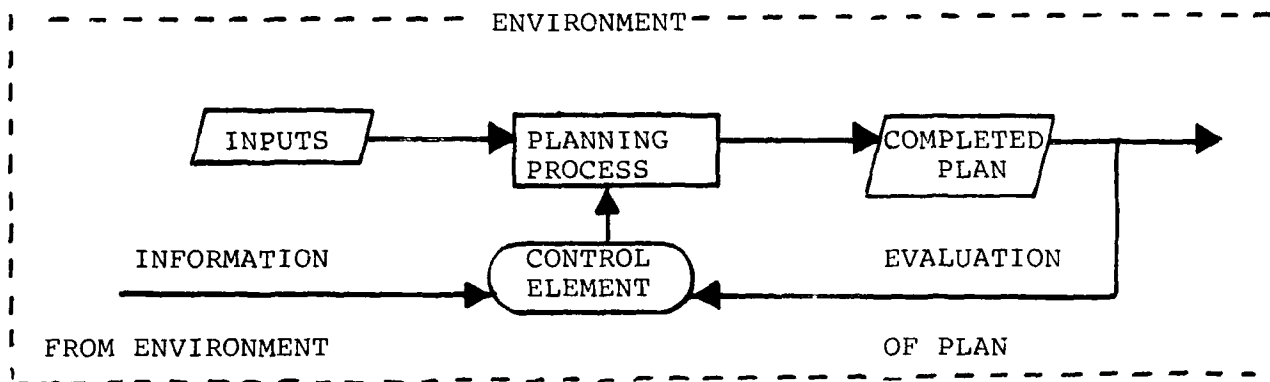 ENVIRONMENT
INPUTS
PLANNING
PROCESS
COMPLETED
PLAN
INFORMATION
FROM ENVIRONMENT
CONTROL
ELEMENT
EVALUATION
OF PLAN